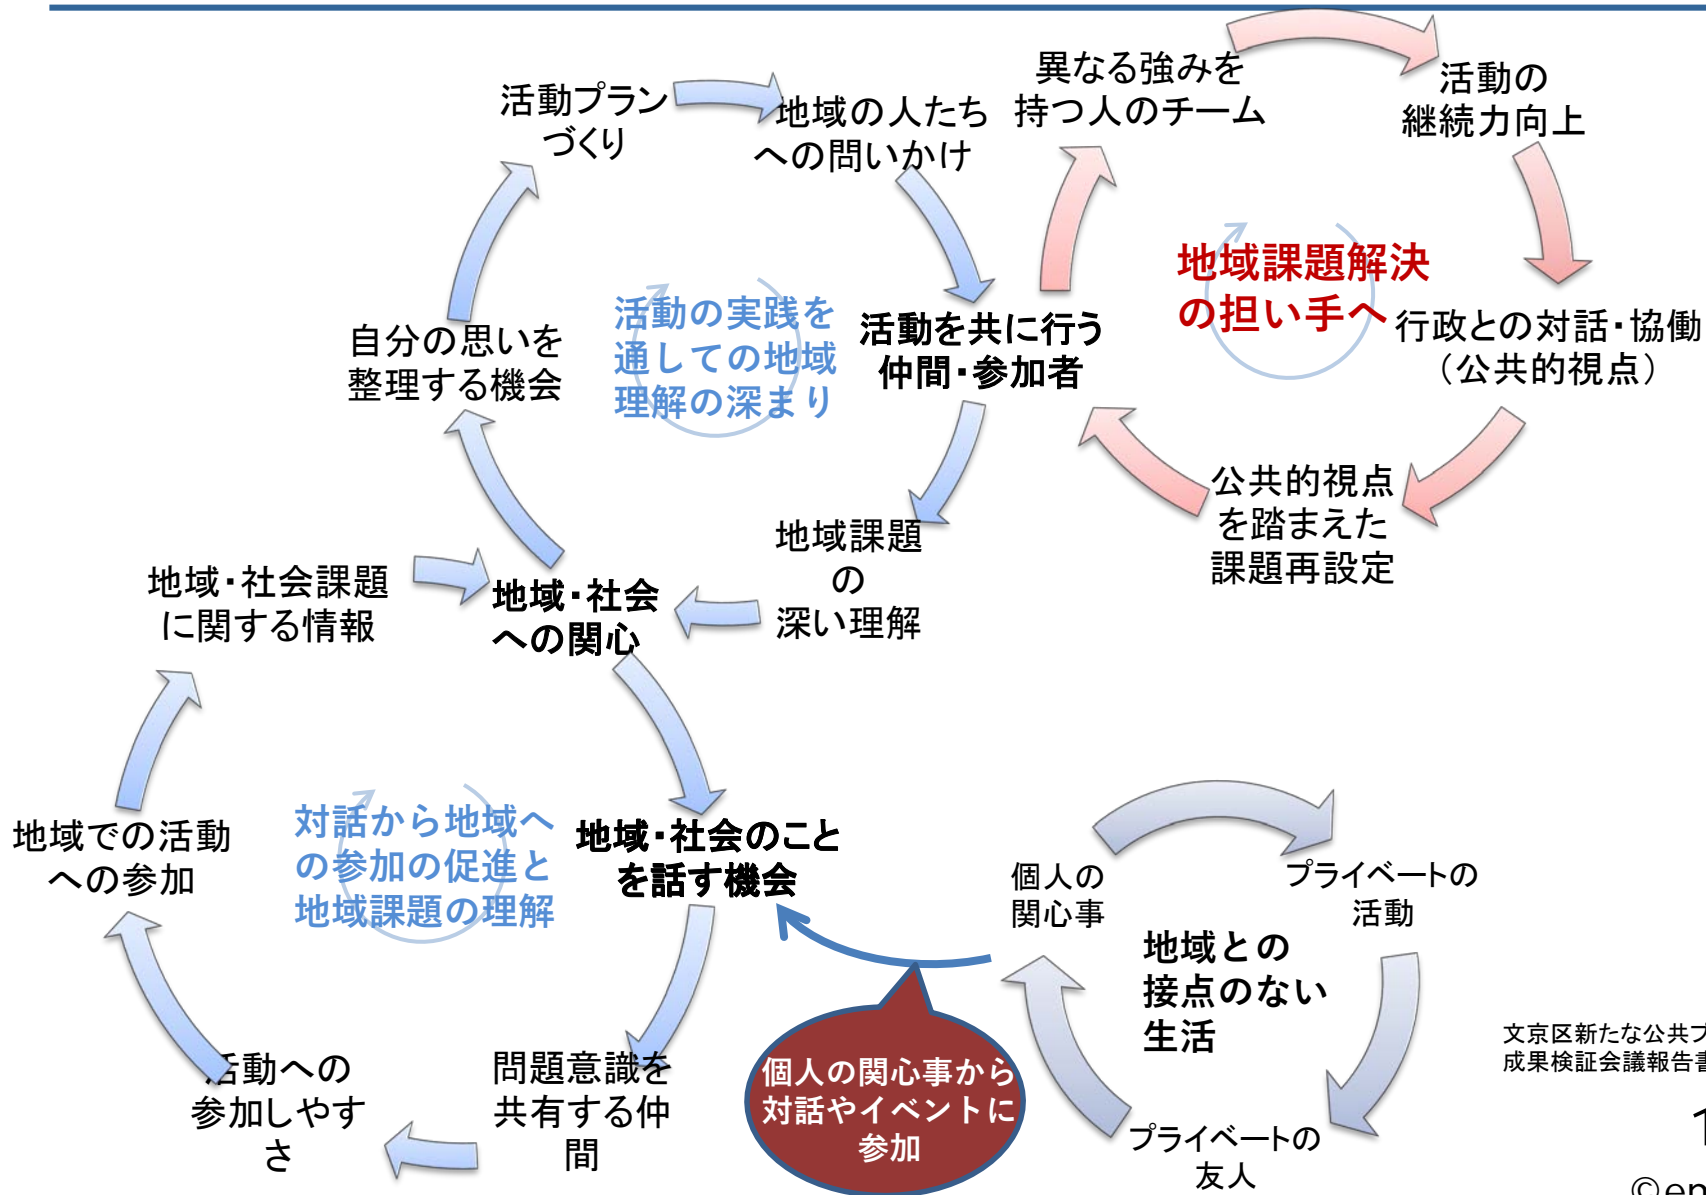 活動プラン
づくり
地域の人たち
への問いかけ
異なる強みを
持つ人のチーム
活動の
継続力向上
地域課題解決
の担い手へ
行政との対話・協働
（公共的視点）
公共的視点
を踏まえた
課題再設定
活動を共に行う
仲間・参加者
活動の実践を
通しての地域
理解の深まり
自分の思いを
整理する機会
地域課題
の
深い理解
地域・社会
への関心
地域・社会課題
に関する情報
地域での活動
への参加
対話から地域へ
の参加の促進と
地域課題の理解
地域・社会のこと
を話す機会
問題意識を
共有する仲
間
活動への
参加しやす
さ
個人の関心事から
対話やイベントに
参加
個人の
関心事
プライベートの
活動
地域との
接点のない
生活
プライベートの
友人
文京区新たな公共プ
成果検証会議報告書
1
©en